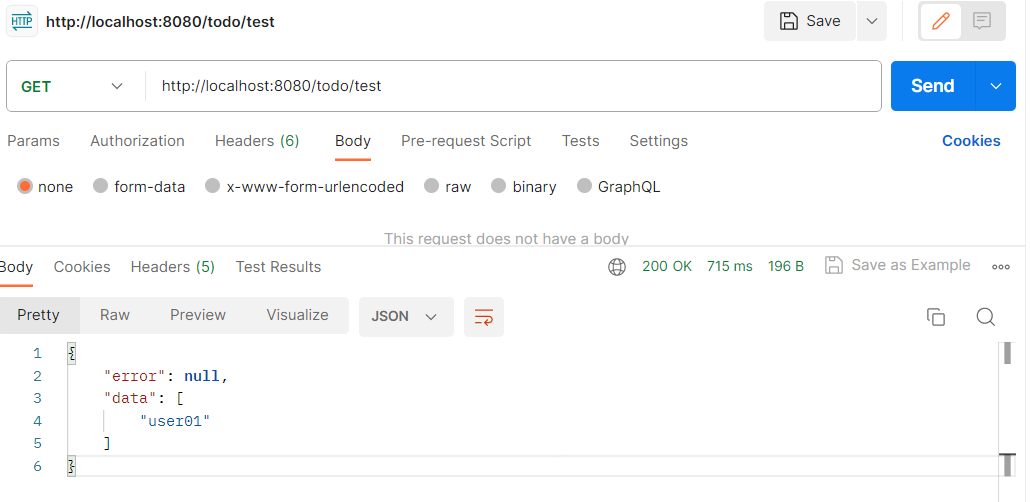 HTTP http://localhost:8080/todo/test Save
GET http://localhost:8080/todo/test Send
Params Authorization Headers (6) Body Pre-request Script Tests Settings Cookies
none form-data x-www-form-urlencoded raw binary GraphQL
This request does not have a body
Body Cookies Headers (5) Test Results 200 OK 715 ms 196 B Save as Example
Pretty Raw Preview Visualize JSON
1 {
2 "error": null,
3 "data": [
4 "user01"
5 ]
6 }